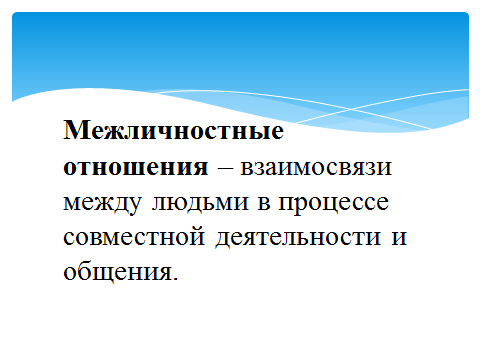 Межличностные
отношения – взаимосвязи
между людьми в процессе
совместной деятельности и
общения.